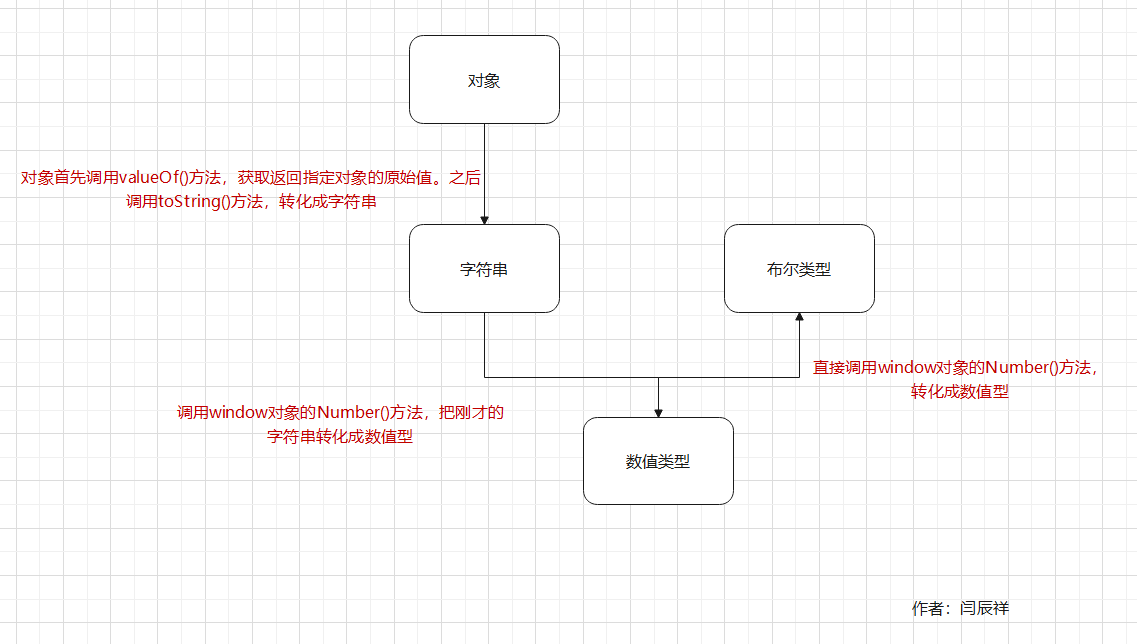 对象
对象首先调用valueOf()方法，获取返回指定对象的原始值。之后
调用toString()方法，转化成字符串
字符串
布尔类型
直接调用window对象的Number()方法，
转化成数值型
调用window对象的Number()方法，把刚才的
字符串转化成数值型
数值类型
作者：闫辰祥